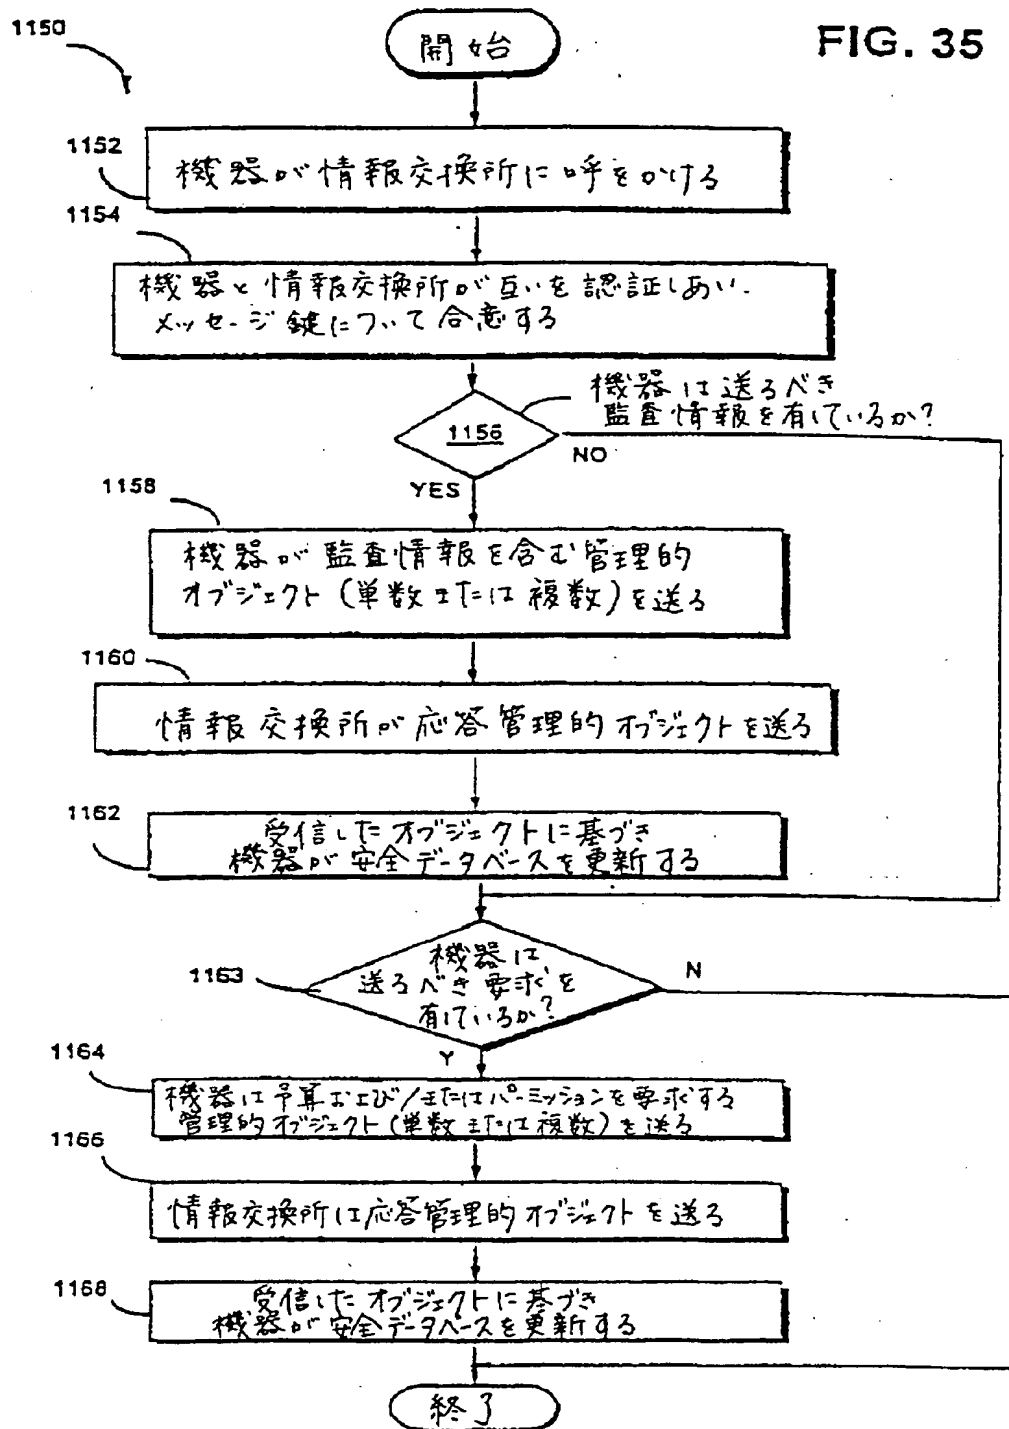 1150
開始
FIG. 35
1152
機器が情報交換所に呼をかける
1154
機器と情報交換所が互いを認証しあい、
メッセージ鍵について合意する
機器は送るべき
監査情報を有しているか?
1156
NO
YES
1158
機器が監査情報を含む管理的
オブジェクト(単数または複数)を送る
1160
情報交換所が応答管理的オブジェクトを送る
1162
受信したオブジェクトに基づき
機器が安全データベースを更新する
1163
機器は
送るべき要求を
有しているか?
N
Y
1164
機器は予算および/またはパーミッションを要求する
管理的オブジェクト(単数または複数)を送る
1166
情報交換所は応答管理的オブジェクトを送る
1168
受信したオブジェクトに基づき
機器が安全データベースを更新する
終了